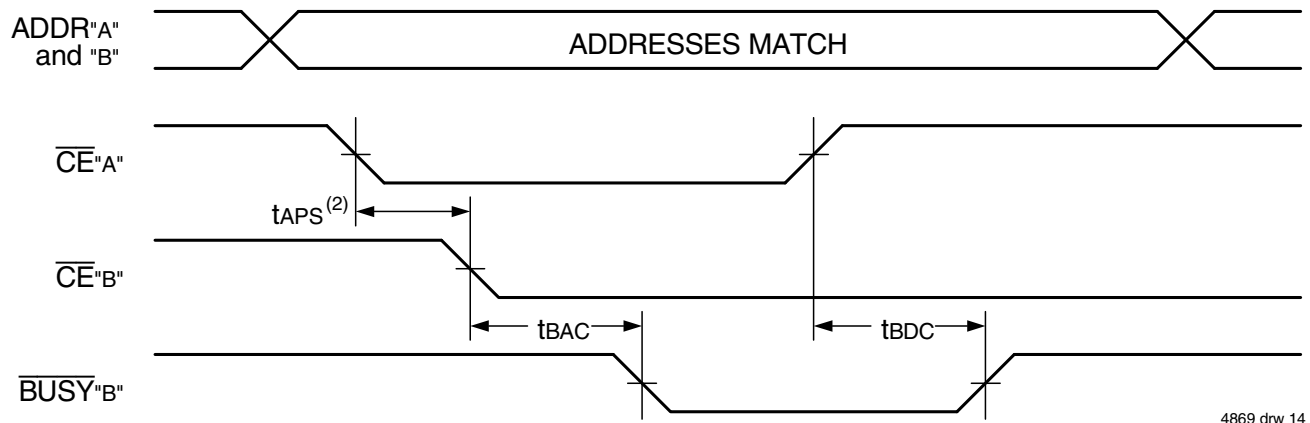 ADDR"A"
and "B"
ADDRESSES MATCH
CE"A"
tAPS(2)
CE"B"
tBAC
tBDC
BUSY"B"
4869 drw 14